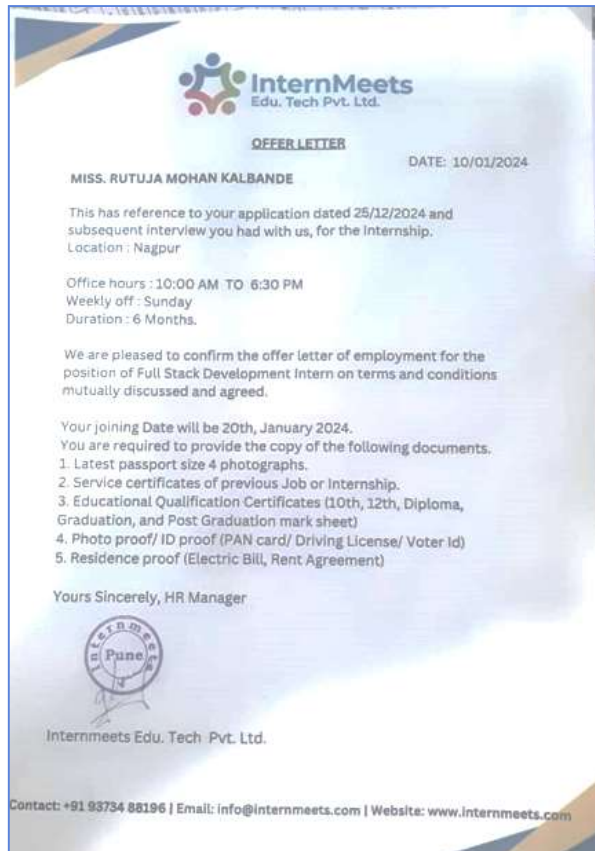 InternMeets
Edu. Tech Pvt. Ltd.
OFFER LETTER
DATE: 10/01/2024
MISS. RUTUJA MOHAN KALBANDE
This has reference to your application dated 25/12/2024 and
subsequent interview you had with us, for the Internship.
Location : Nagpur
Office hours : 10:00 AM TO 6:30 PM
Weekly off : Sunday
Duration : 6 Months.
We are pleased to confirm the offer letter of employment for the
position of Full Stack Development Intern on terms and conditions
mutually discussed and agreed.
Your joining Date will be 20th, January 2024.
You are required to provide the copy of the following documents.
1. Latest passport size 4 photographs.
2. Service certificates of previous Job or Internship.
3. Educational Qualification Certificates (10th, 12th, Diploma,
Graduation, and Post Graduation mark sheet)
4. Photo proof/ ID proof (PAN card/ Driving License/ Voter Id)
5. Residence proof (Electric Bill, Rent Agreement)
Yours Sincerely, HR Manager
Internmeets
Pune
Internmeets Edu. Tech Pvt. Ltd.
Contact: +91 93734 88196 | Email: info@internmeets.com | Website: www.internmeets.com